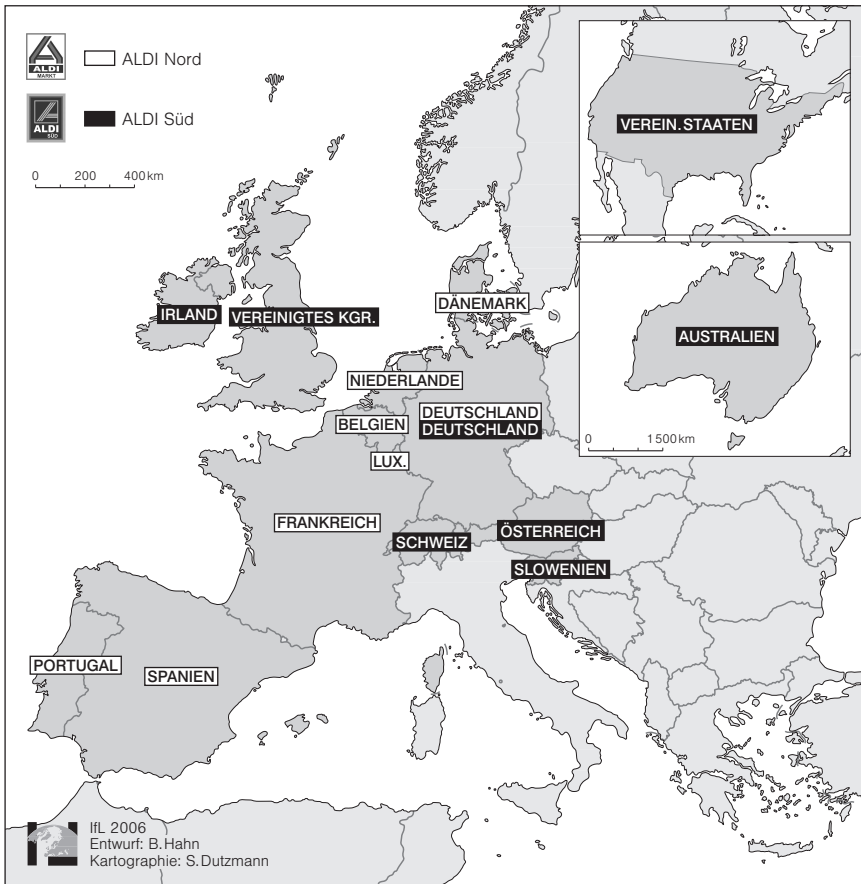 ALDI
MARKT
ALDI Nord
ALDI
SÜD
ALDI Süd
0 200 400 km
VEREIN. STAATEN
AUSTRALIEN
0 1 500 km
DÄNEMARK
IRLAND
VEREINIGTES KGR.
NIEDERLANDE
DEUTSCHLAND
DEUTSCHLAND
BELGIEN
LUX.
FRANKREICH
SCHWEIZ
ÖSTERREICH
SLOWENIEN
PORTUGAL
SPANIEN
IfL 2006
Entwurf: B. Hahn
Kartographie: S. Dutzmann